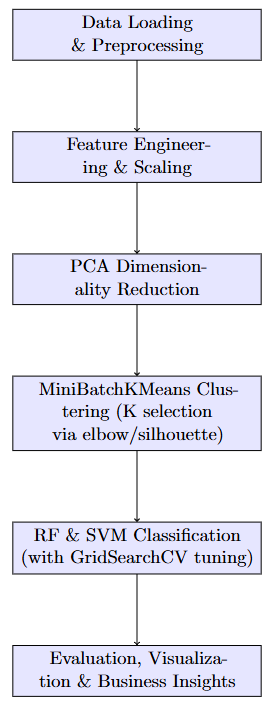 Data Loading
& Preprocessing
Feature Engineer-
ing & Scaling
PCA Dimension-
ality Reduction
MiniBatchKMeans Clus-
tering (K selection
via elbow/silhouette)
RF & SVM Classification
(with GridSearchCV tuning)
Evaluation, Visualiza-
tion & Business Insights